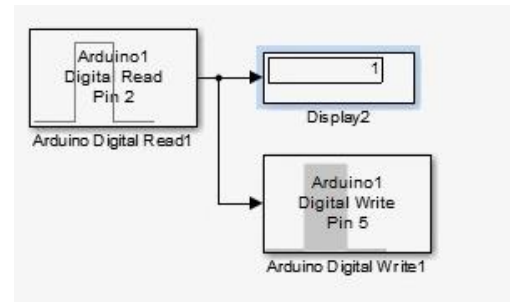 Arduino1
Digital Read
Pin 2
Arduino Digital Read1
1
Display2
Arduino1
Digital Write
Pin 5
Arduino Digital Write1